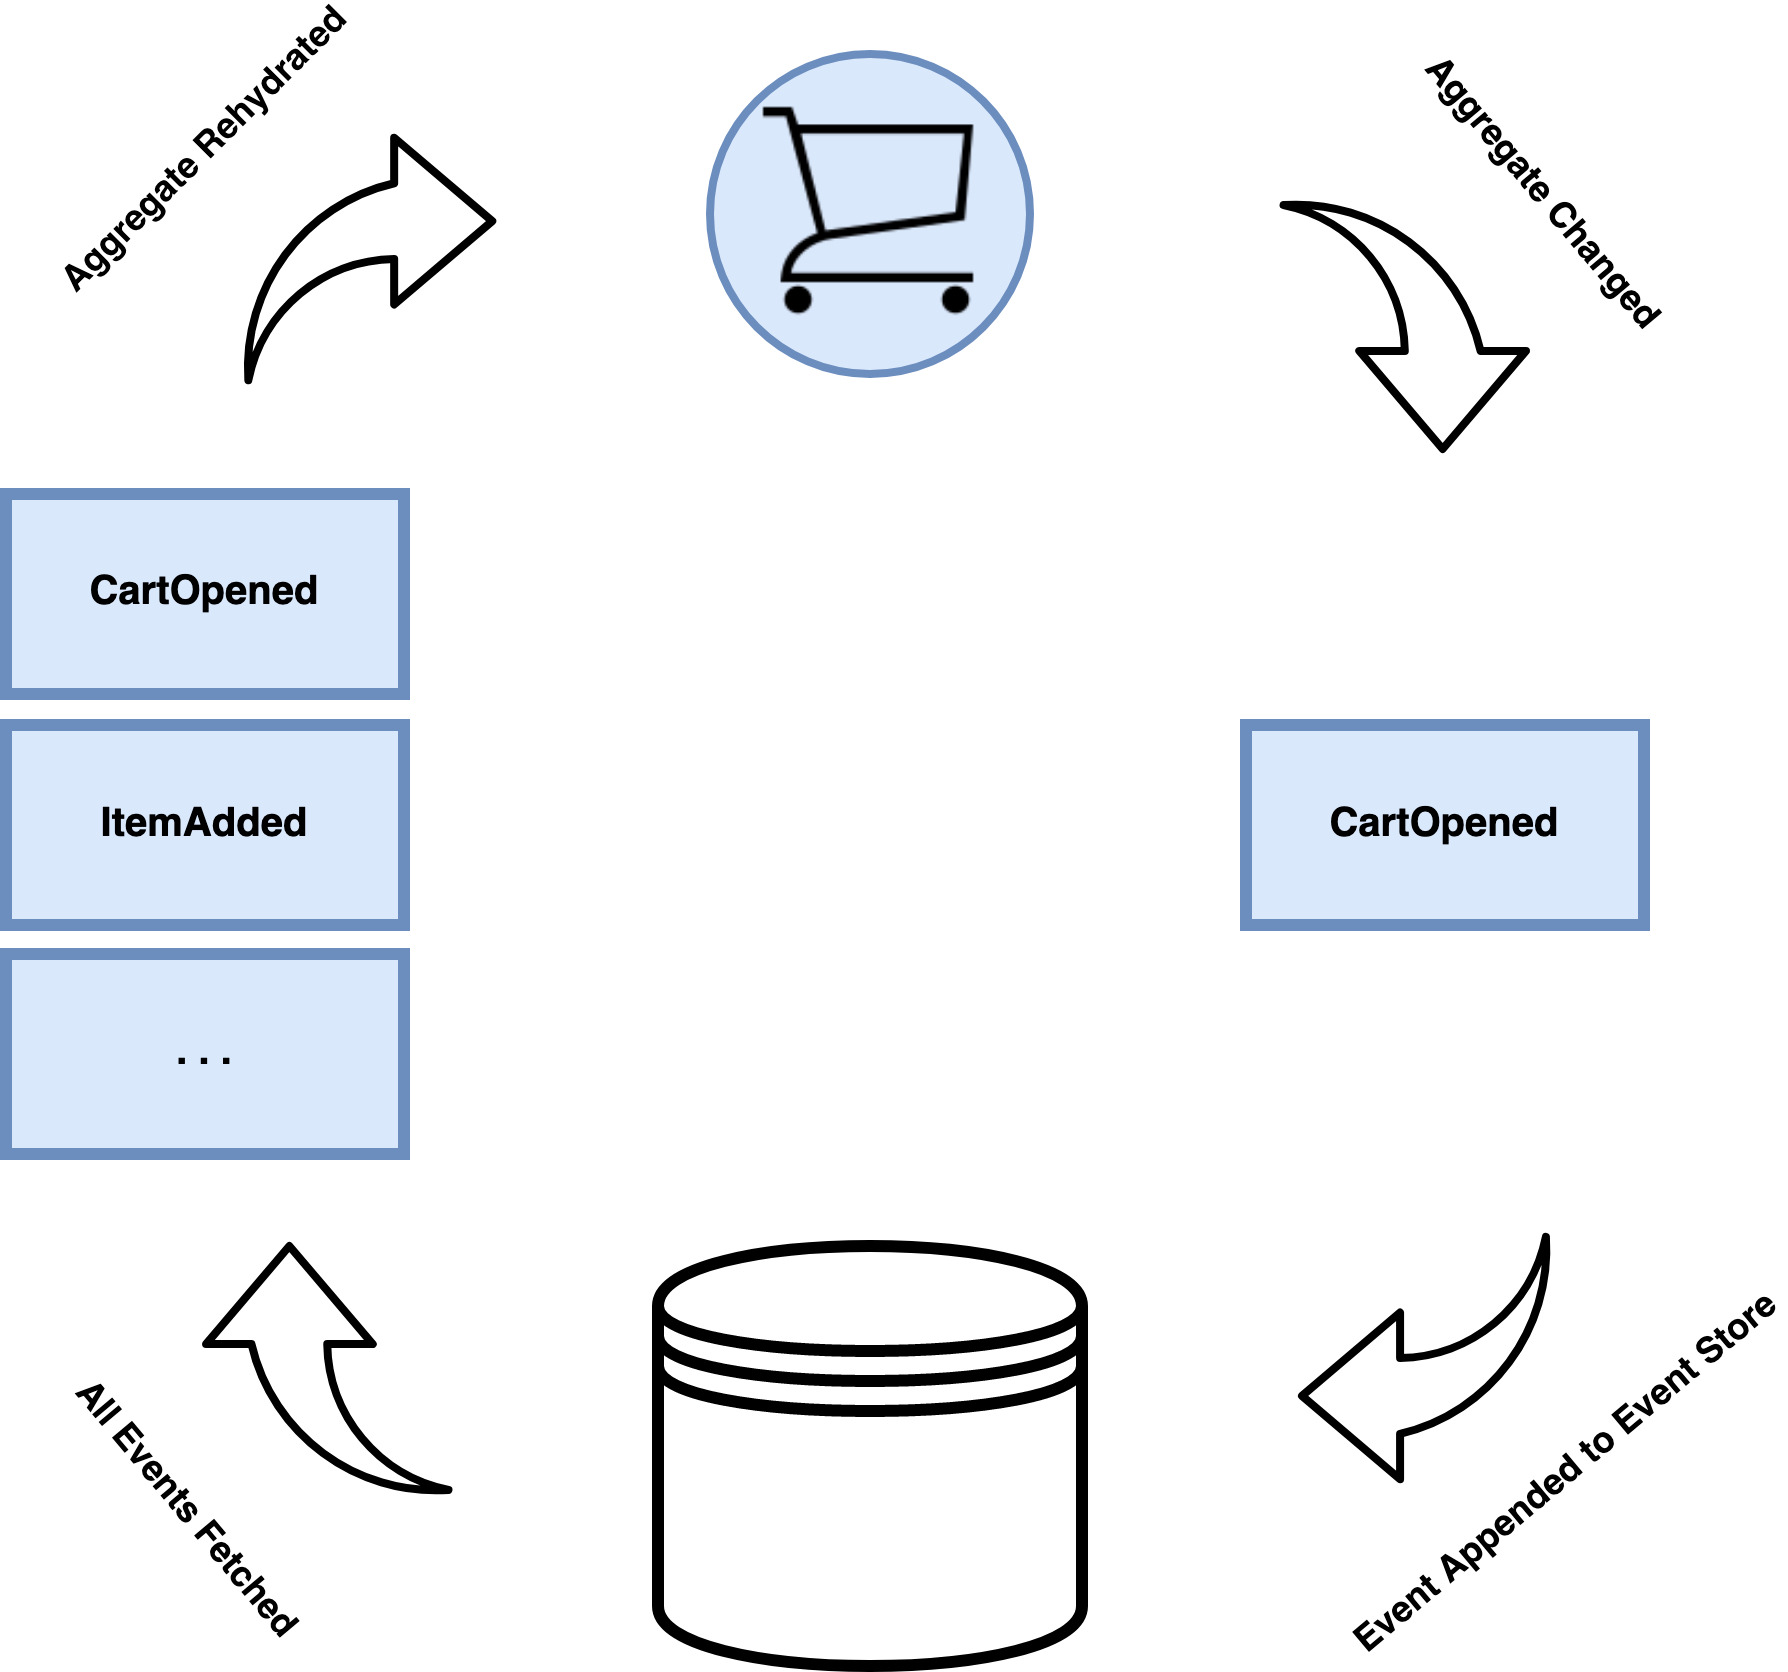 Aggregate Rehydrated
Aggregate Changed
CartOpened
ItemAdded
CartOpened
. . .
All Events Fetched
Event Appended to Event Store